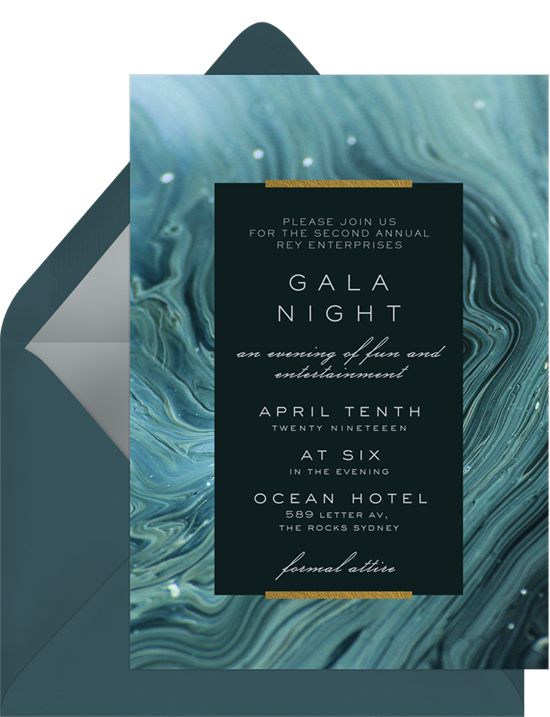 PLEASE JOIN US
FOR THE SECOND ANNUAL
REY ENTERPRISES
GALA
NIGHT
an evening of fun and
entertainment
APRIL TENTH
TWENTY NINETEEEN
AT SIX
IN THE EVENING
OCEAN HOTEL
589 LETTER AV,
THE ROCKS SYDNEY
formal attire